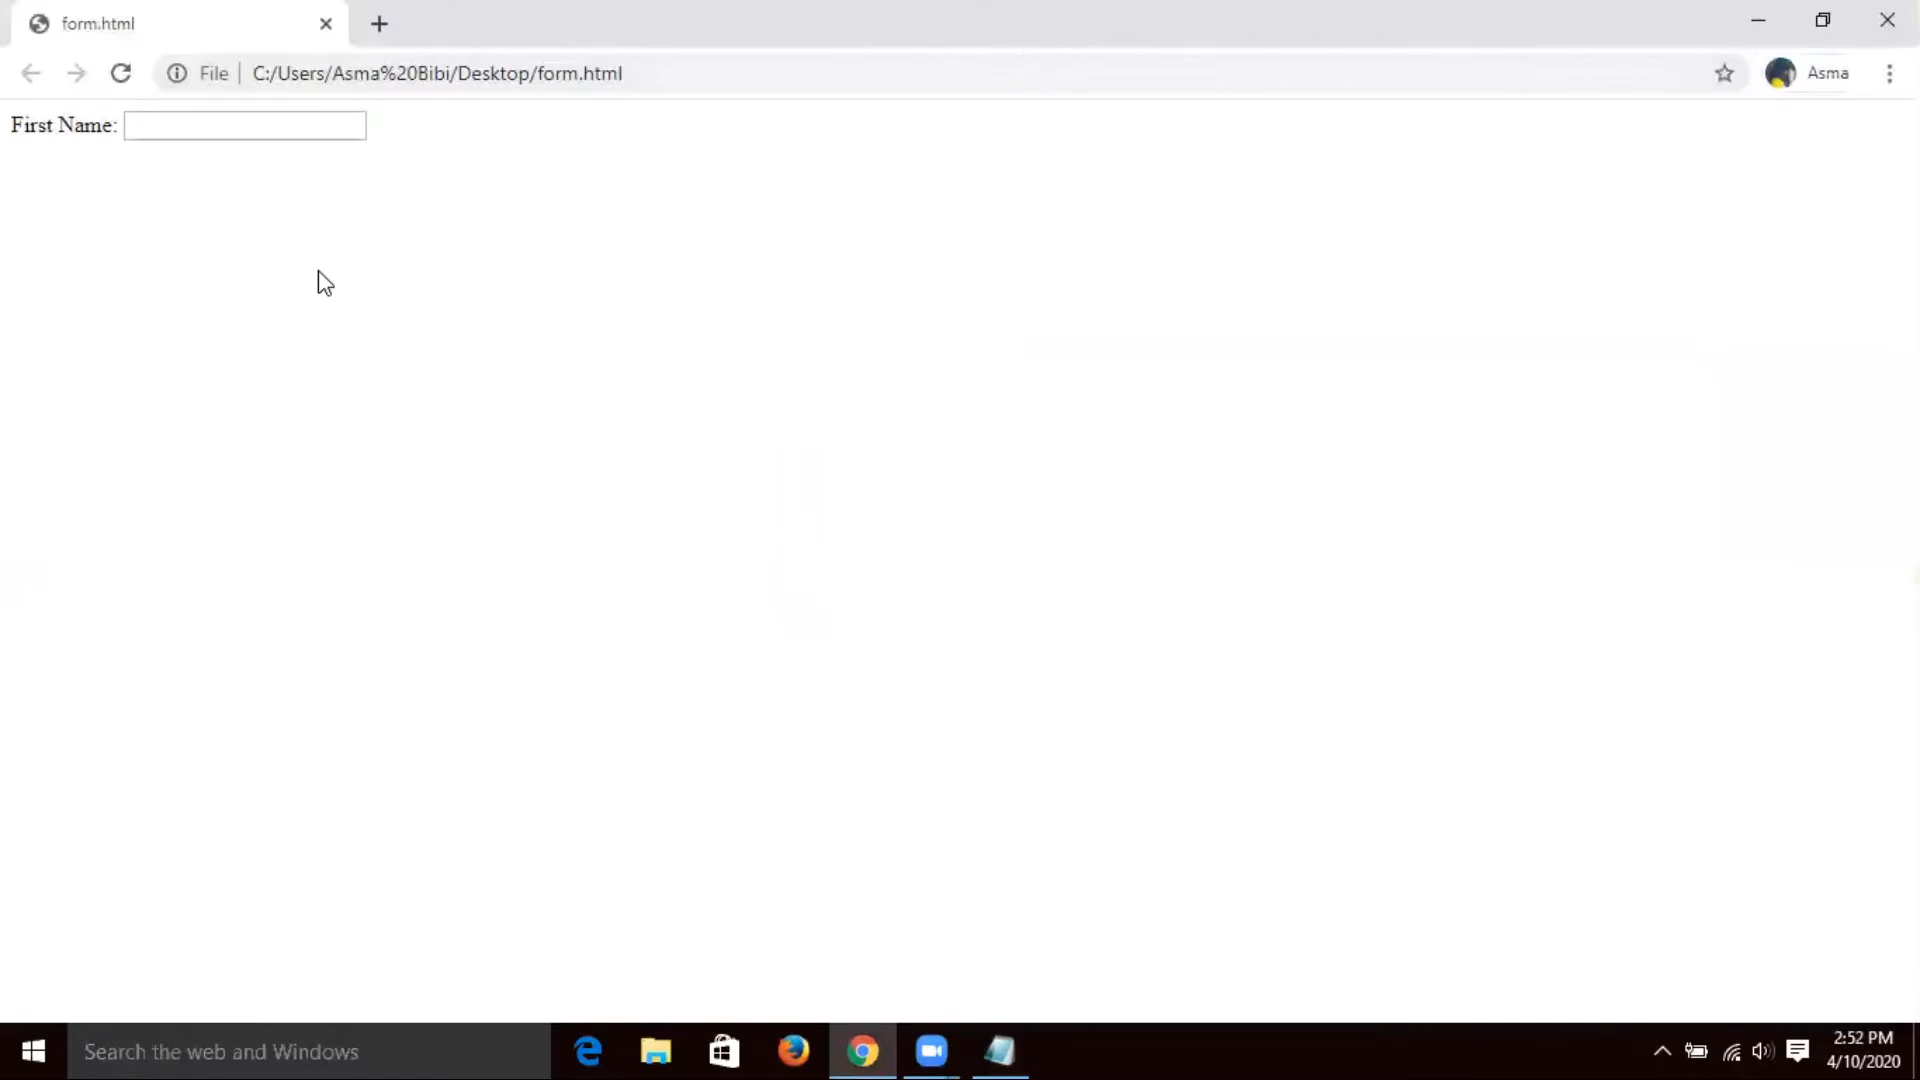 form.html
File
C:/Users/Asma%20Bibi/Desktop/form.html
Asma
First Name:
Search the web and Windows
2:52 PM
4/10/2020